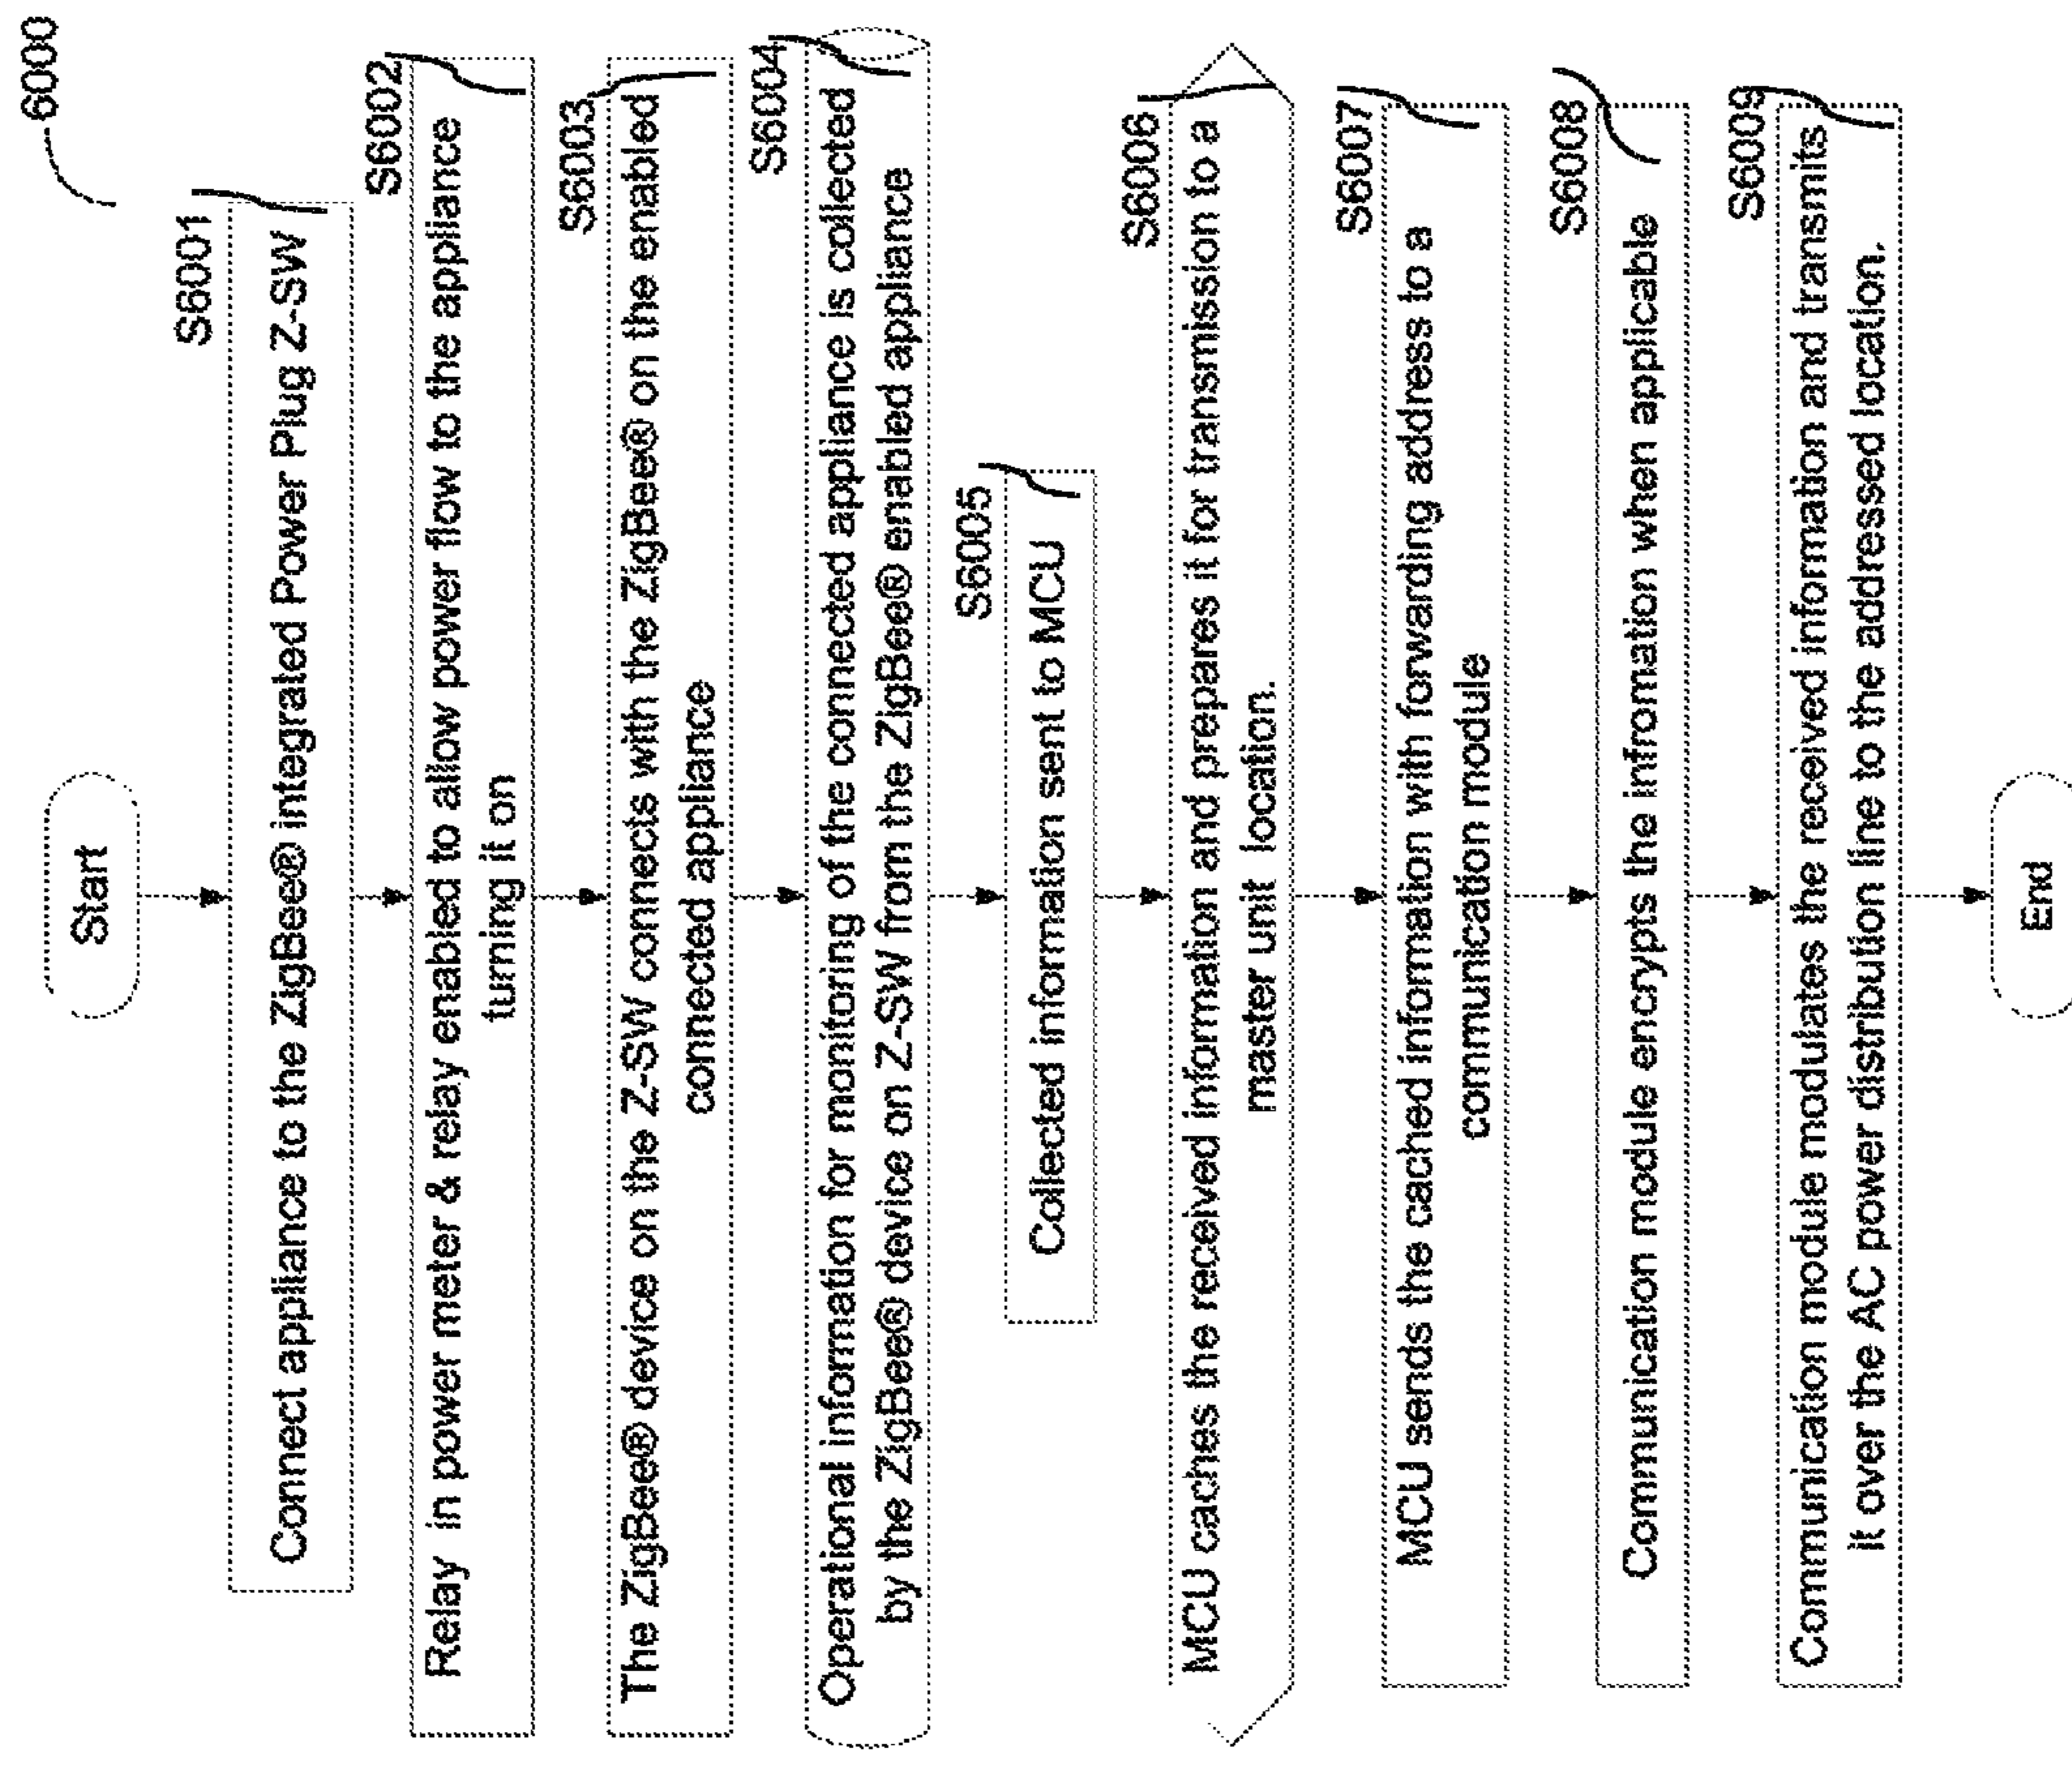 6000
Start
S6001
Connect appliance to the ZigBee® integrated Power Plug Z-SW
S6002
Relay in power meter & relay enabled to allow power flow to the appliance
turning it on
S6003
The ZigBee® device on the Z-SW connects with the ZigBee® on the enabled
connected appliance
S6004
Operational information for monitoring of the connected appliance is collected
by the ZigBee® device on Z-SW from the ZigBee® enabled appliance
S6005
Collected information sent to MCU
S6006
MCU caches the received information and prepares it for transmission to a
master unit location.
S6007
MCU sends the cached information with forwarding address to a
communication module
S6008
Communication module encrypts the infromation when applicable
S6009
Communication module modulates the received information and transmits
it over the AC power distribution line to the addressed location.
End